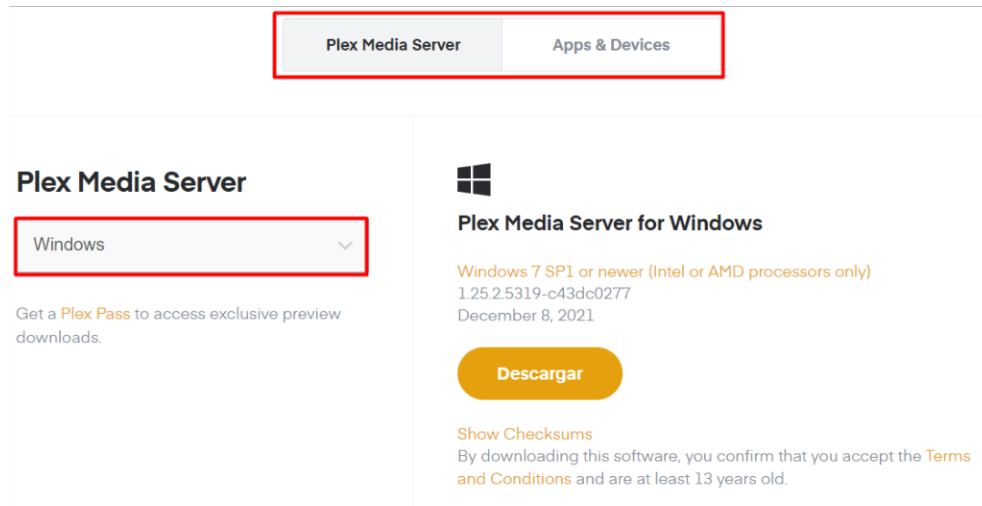 Plex Media Server
Apps & Devices
Plex Media Server
Windows
Get a Plex Pass to access exclusive preview
downloads.
Plex Media Server for Windows
Windows 7 SP1 or newer (Intel or AMD processors only)
1.25.2.5319-c43dc0277
December 8, 2021
Descargar
Show Checksums
By downloading this software, you confirm that you accept the Terms
and Conditions and are at least 13 years old.